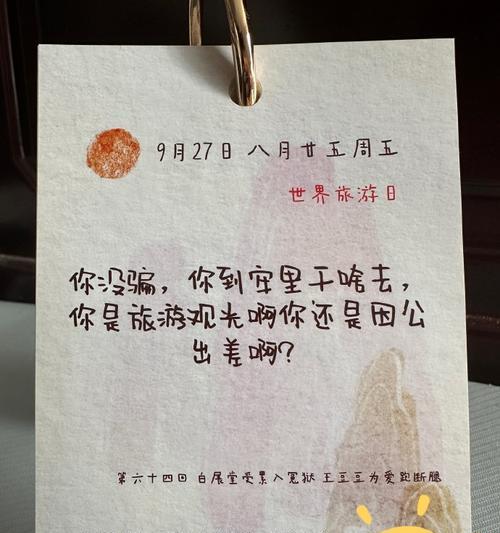 9月27日 八月廿五周五
世界旅游日
你没骗，你到牢里干啥去，
你是旅游观光啊你还是因公
出差啊？
第六十四回 白展堂受累入冤狱 王豆豆为爱跑断腿